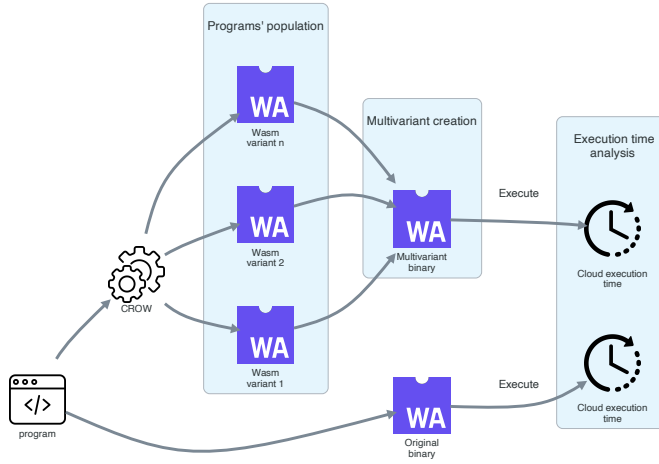 Programs' population
WA
Wasm
variant n
Multivariant creation
Execution time
analysis
WA
Wasm
variant 2
WA
Multivariant
binary
Execute
Cloud execution
time
CROW
WA
Wasm
variant 1
</>
program
WA
Original
binary
Execute
Cloud execution
time